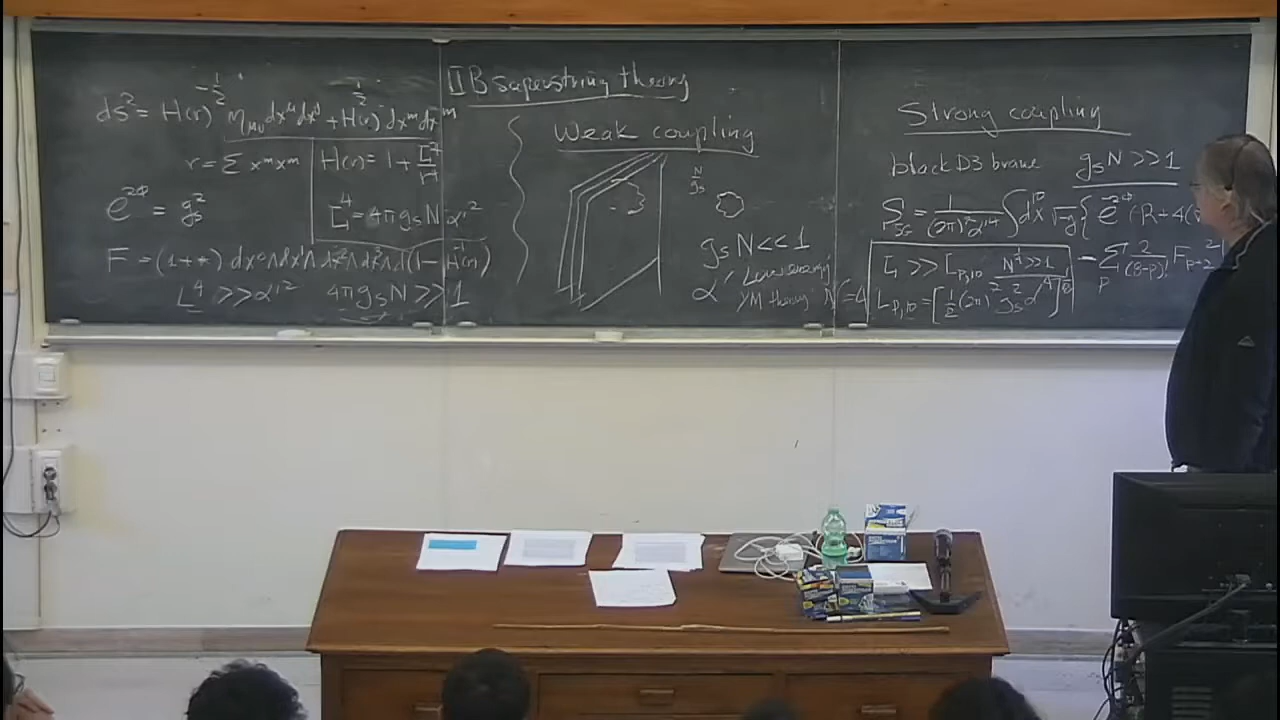 ds² = H(r)^{-1/2} η_{μν} dx^μ dx^ν + H(r)^{1/2} dx^m dx^m
r = Σ x^m x^m
H(r) = 1 + L⁴/r⁴
e^{2Φ} = g_s²
L⁴ = 4π g_s N α'²
F = (1+*) dx⁰∧dx¹∧dx²∧dx³∧d(1-H⁻¹(r))
L⁴ >> α'²
4π g_s N >> 1
II B superstring theory
Weak coupling
N
g_s
g_s N << 1
α' Low energy
YM theory N=4
Strong coupling
black D3 brane g_s N >> 1
S_{SG} = 1/((2π)⁷ α'⁴) ∫ d^{10}x √-g { e^{-2Φ} (R + 4(
- Σ_p 2/(8-p)! F²_{p+2}
L >> L_{P,10} N^{1/4} >> 1
L_{P,10} = [ 1/2 (2π)⁷ g_s² α'⁴ ]^{1/8}